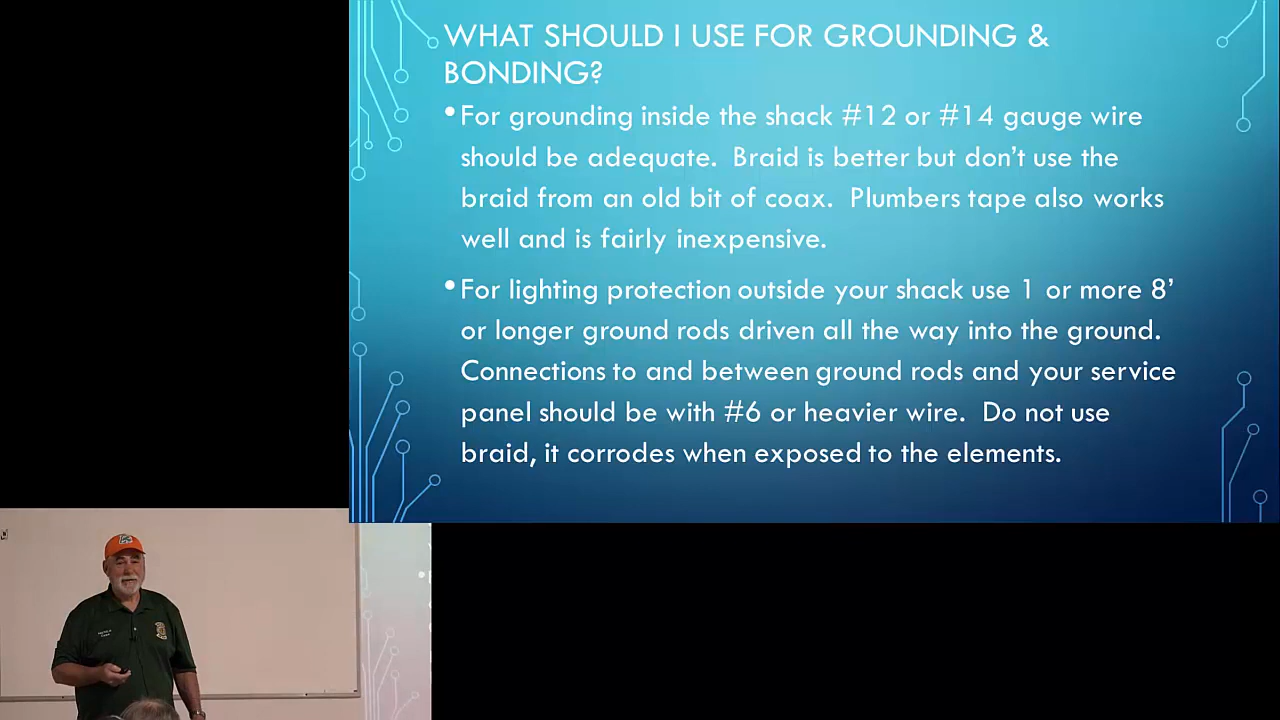 WHAT SHOULD I USE FOR GROUNDING &
BONDING?
•For grounding inside the shack #12 or #14 gauge wire
should be adequate.  Braid is better but don't use the
braid from an old bit of coax.  Plumbers tape also works
well and is fairly inexpensive.
•For lighting protection outside your shack use 1 or more 8'
or longer ground rods driven all the way into the ground.
Connections to and between ground rods and your service
panel should be with #6 or heavier wire.  Do not use
braid, it corrodes when exposed to the elements.